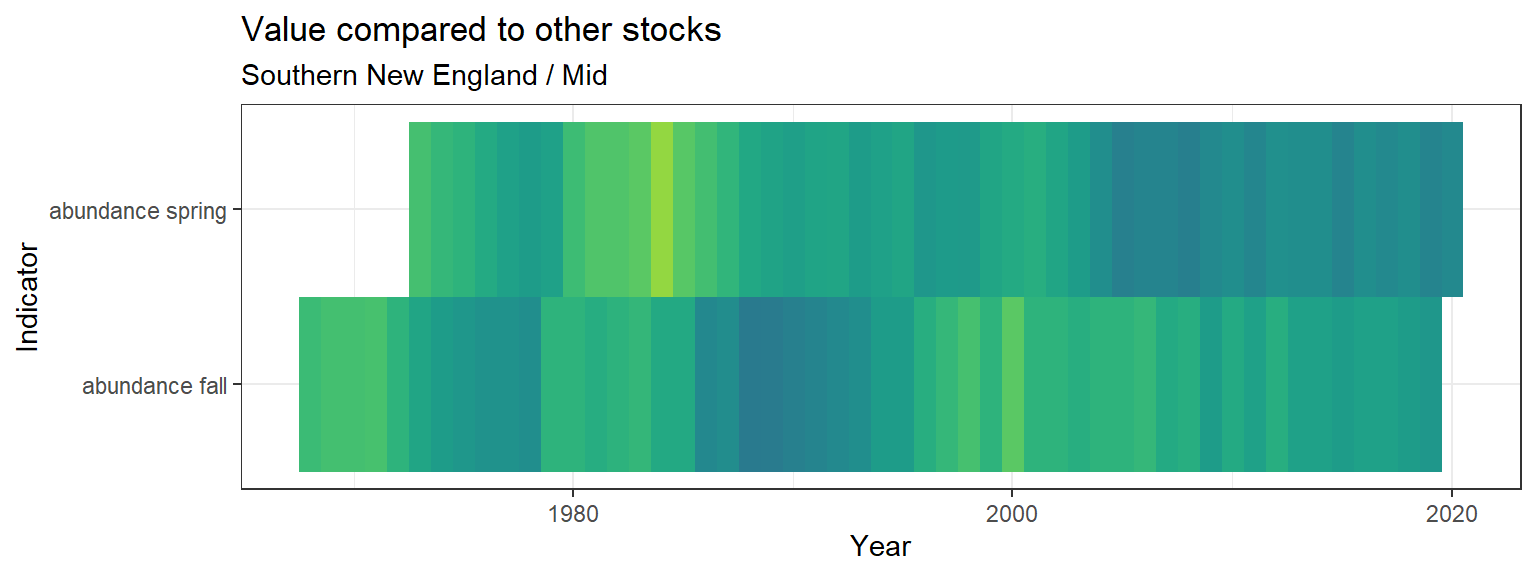 Value compared to other stocks
Southern New England / Mid
Indicator
abundance spring
abundance fall
1980
2000
2020
Year